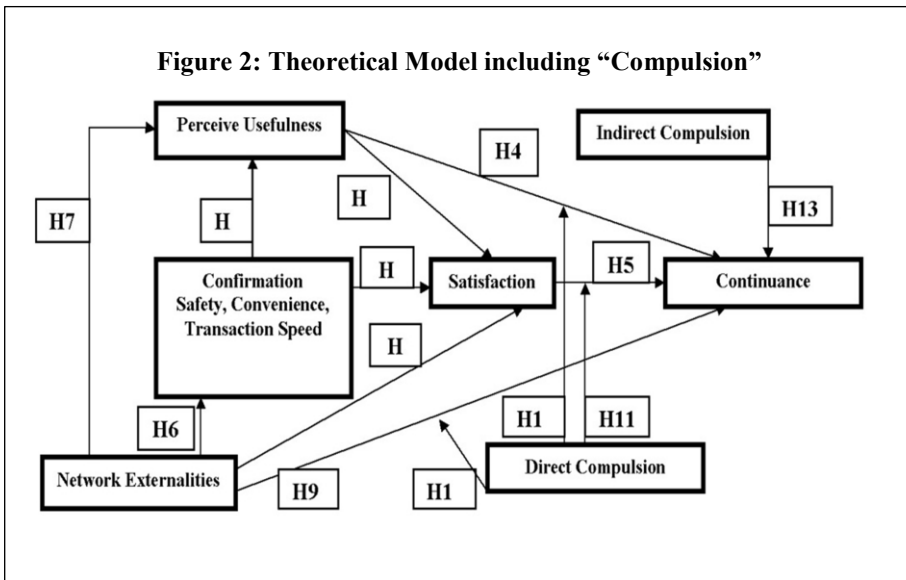 Figure 2: Theoretical Model including “Compulsion”
Perceive Usefulness
Indirect Compulsion
H4
H
H7
H
H13
Confirmation
Safety, Convenience,
Transaction Speed
H
Satisfaction
H5
Continuance
H
H6
H1
H11
Network Externalities
H9
H1
Direct Compulsion